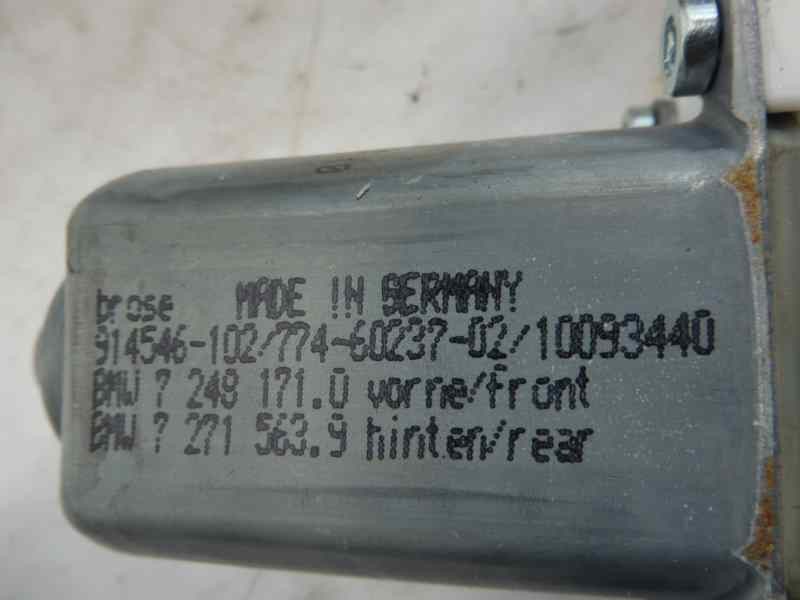 brose MADE IN GERMANY
914546-102/774-60237-02/10093440
BMW 7 248 171.0 vorne/front
BMW 7 271 563.9 hinten/rear